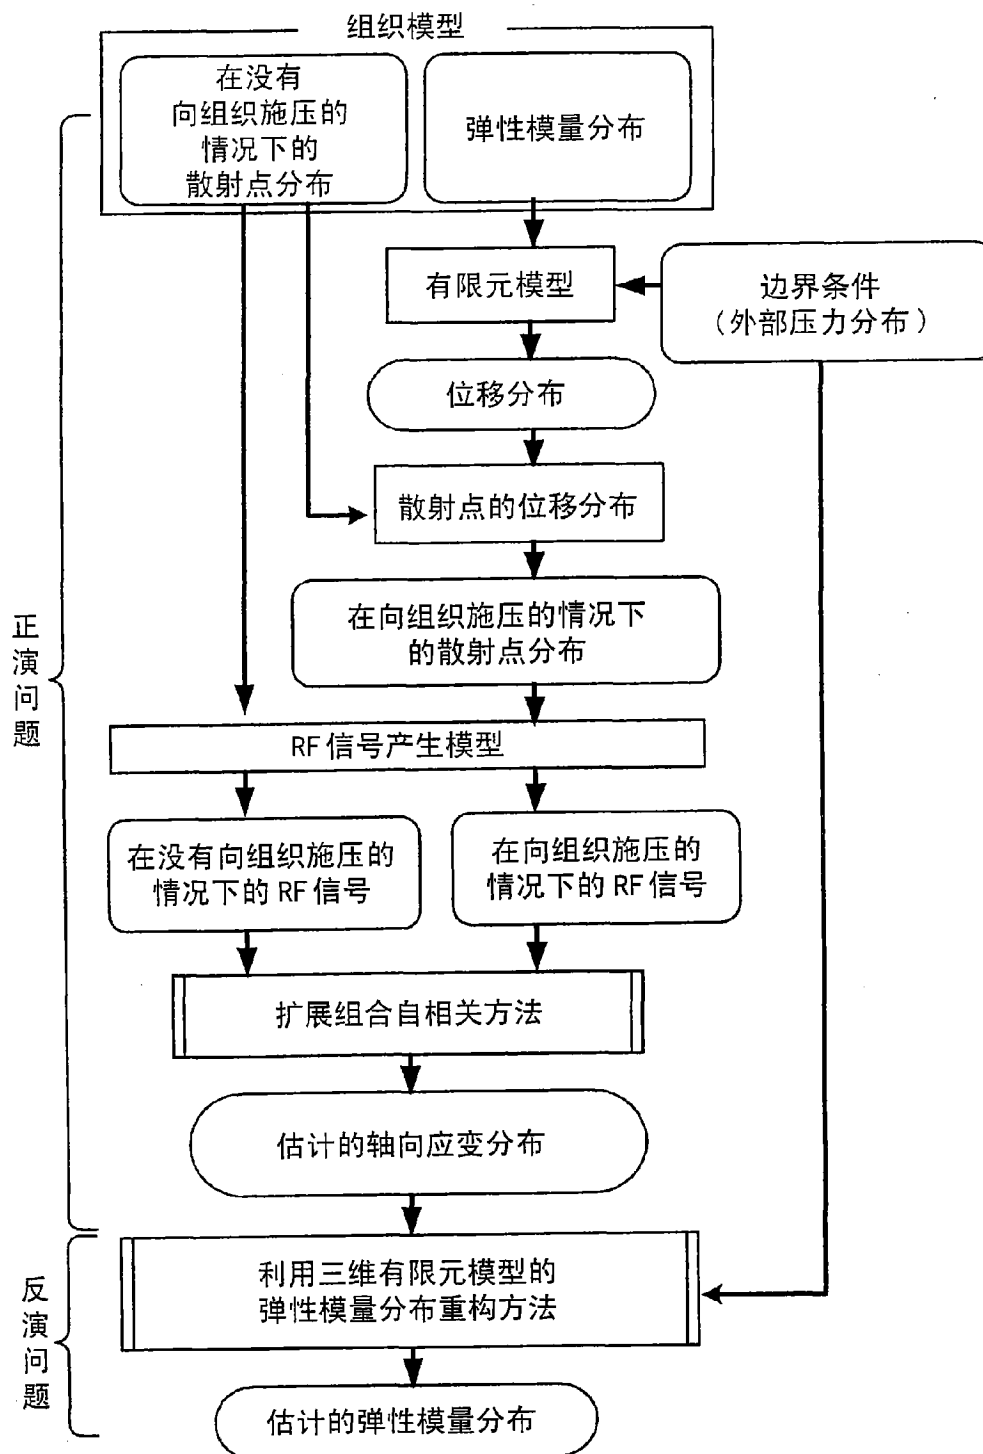 组织模型
在没有
向组织施压的
情况下的
散射点分布
弹性模量分布
有限元模型
边界条件
（外部压力分布）
位移分布
散射点的位移分布
在向组织施压的情况下
的散射点分布
正演问题
RF信号产生模型
在没有向组织施压的
情况下的RF信号
在向组织施压的
情况下的RF信号
扩展组合自相关方法
估计的轴向应变分布
利用三维有限元模型的
弹性模量分布重构方法
反演问题
估计的弹性模量分布